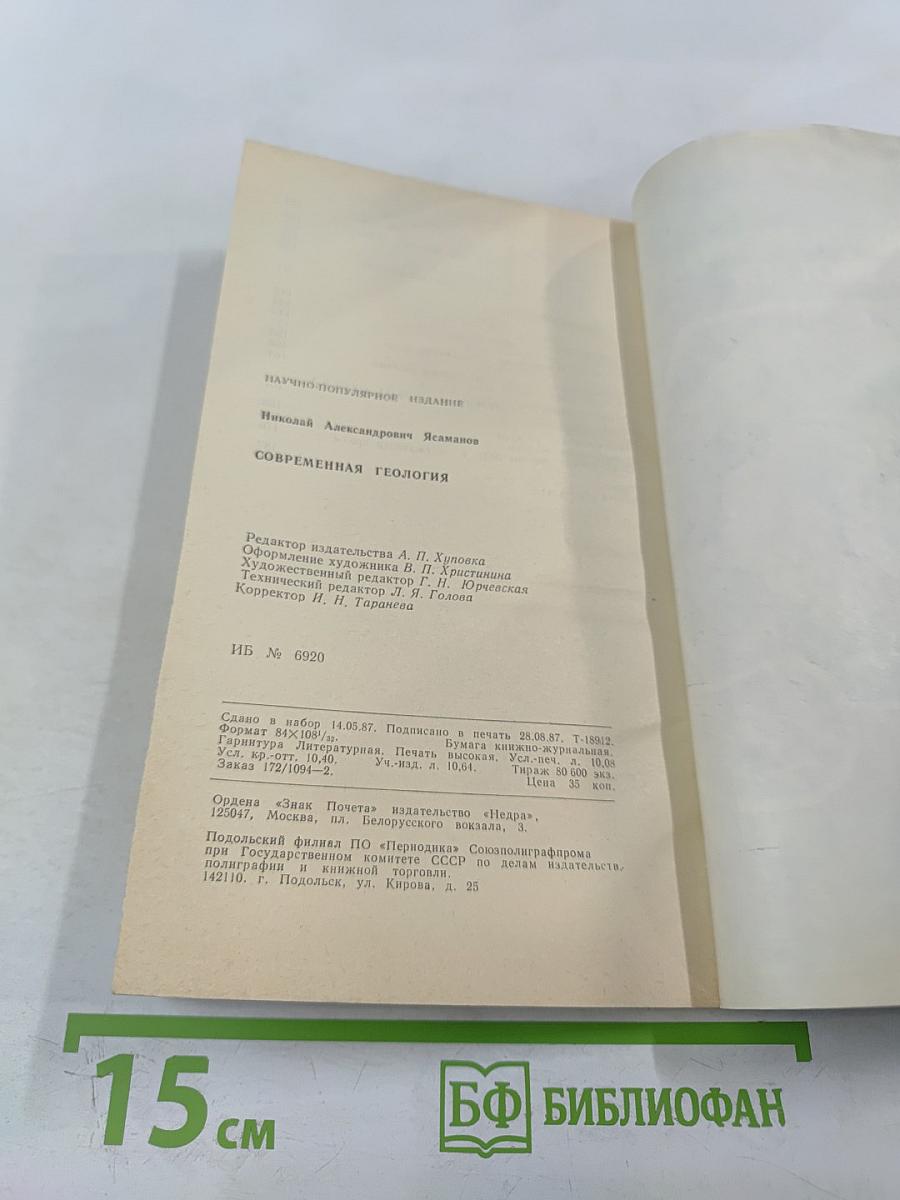 НАУЧНО-ПОПУЛЯРНОЕ ИЗДАНИЕ
Николай Александрович Ясаманов
СОВРЕМЕННАЯ ГЕОЛОГИЯ
Редактор издательства А. П. Хуповка
Оформление художника В. П. Христинина
Художественный редактор Г. Н. Юрчевская
Технический редактор Л. Я. Голова
Корректор И. Н. Таранева
ИБ № 6920
Сдано в набор 14.05.87. Подписано в печать 28.08.87. Т-18912.
Формат 84×108¹/₃₂. Бумага книжно-журнальная.
Гарнитура Литературная. Печать высокая. Усл.-печ. л. 10,08
Усл. кр.-отт. 10,40. Уч.-изд. л. 10,64. Тираж 80 600 экз.
Заказ 172/1094—2. Цена 35 коп.
Ордена «Знак Почета» издательство «Недра»,
125047, Москва, пл. Белорусского вокзала, 3.
Подольский филиал ПО «Периодика» Союзполиграфпрома
при Государственном комитете СССР по делам издательств,
полиграфии и книжной торговли.
142110. г. Подольск, ул. Кирова, д. 25
15 см
БФ БИБЛИОФАН